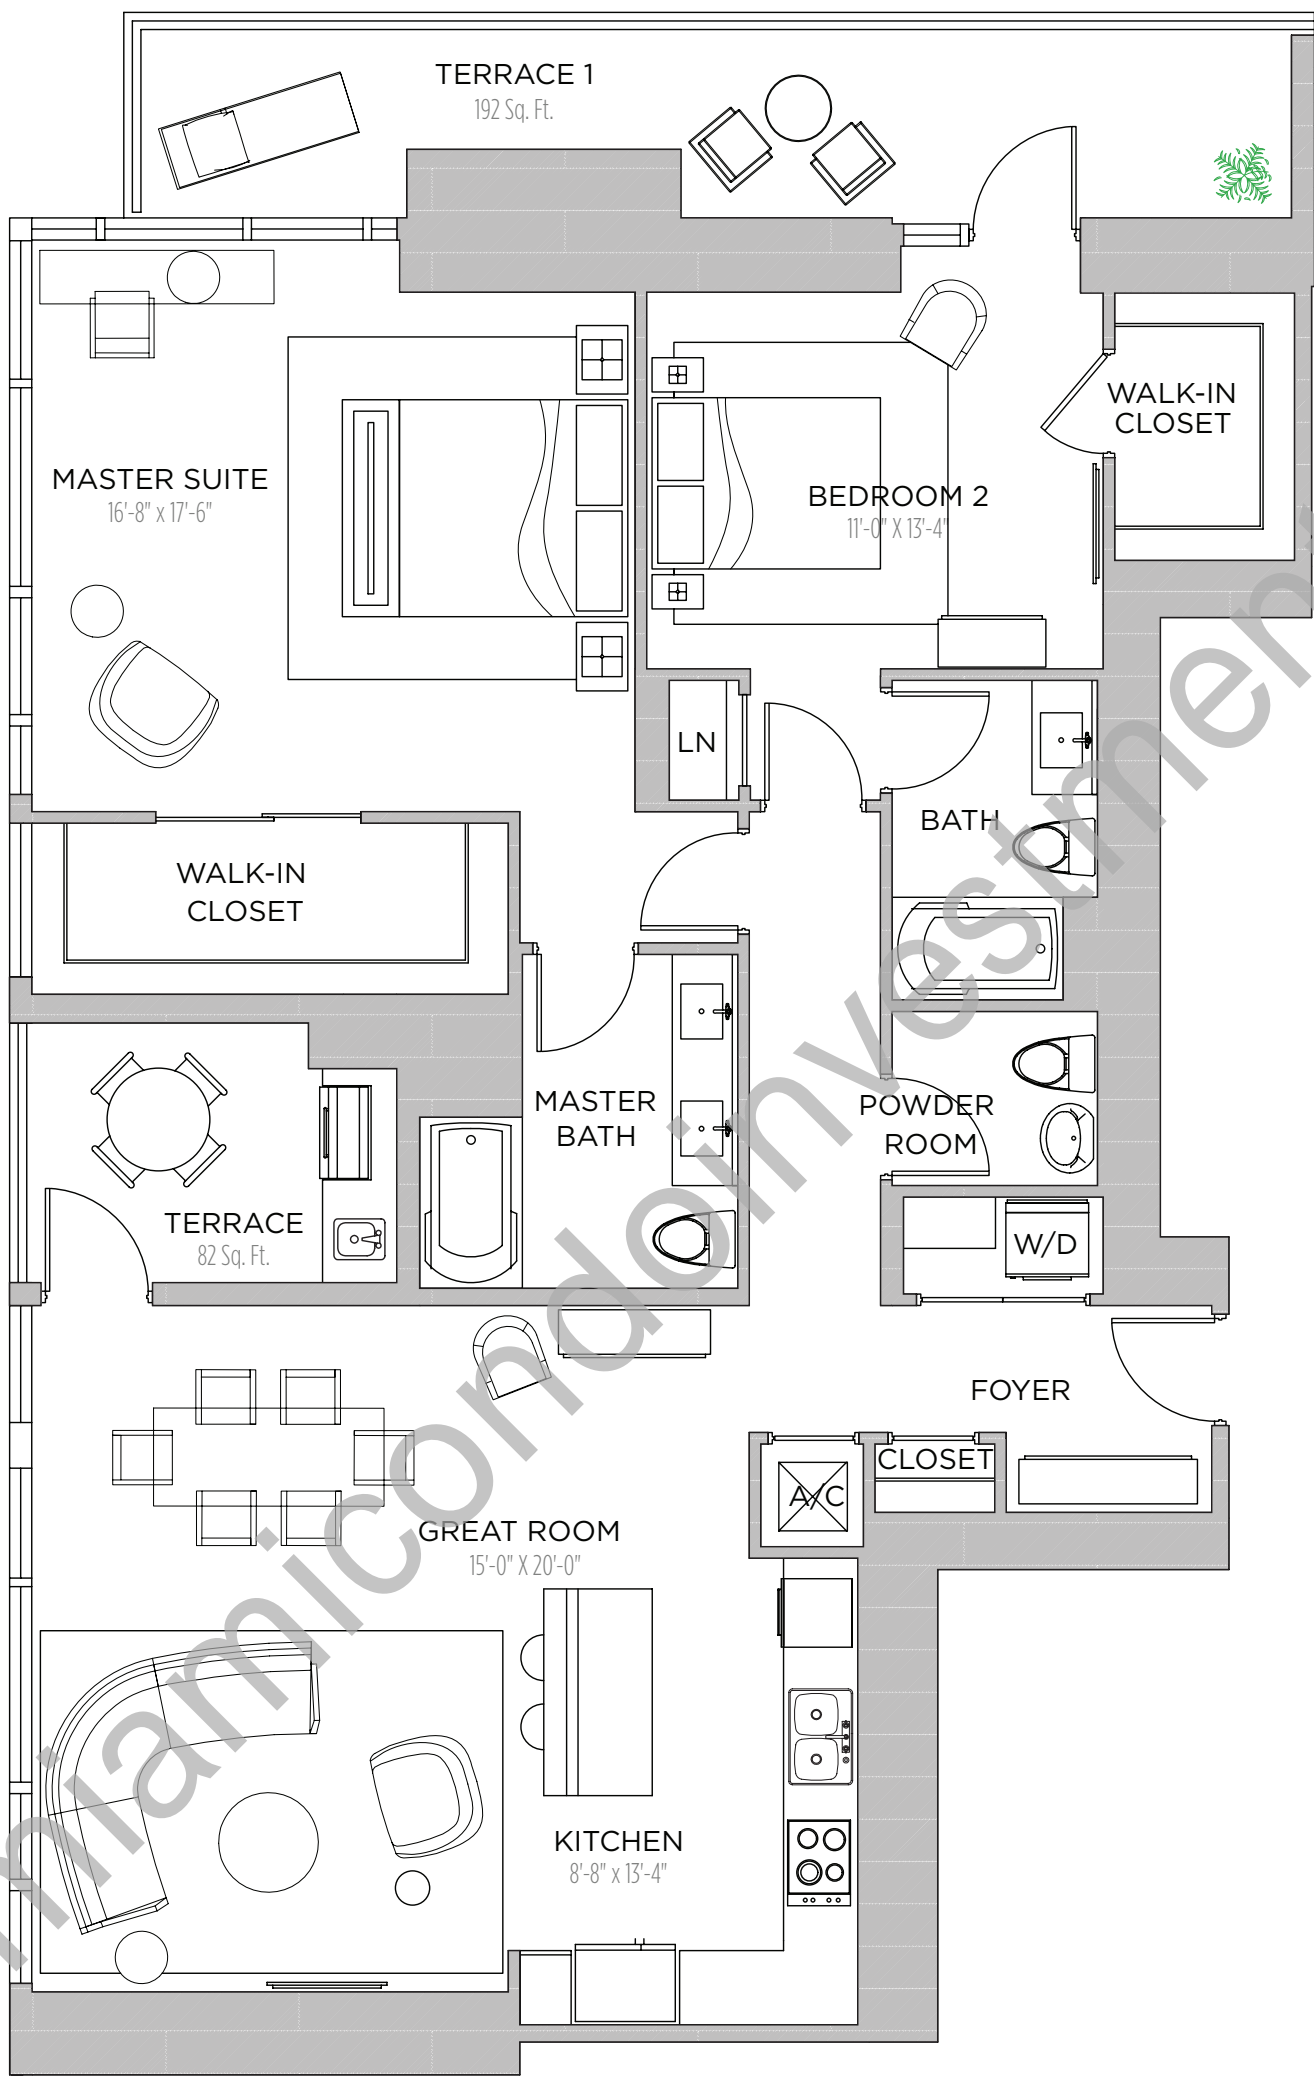 TERRACE 1
192 Sq. Ft.
WALK-IN
CLOSET
MASTER SUITE
16'-8" x 17'-6"
BEDROOM 2
11'-0" X 13'-4"
LN
BATH
WALK-IN
CLOSET
MASTER
BATH
POWDER
ROOM
TERRACE
82 Sq. Ft.
W/D
FOYER
CLOSET
A/C
GREAT ROOM
15'-0" X 20'-0"
KITCHEN
8'-8" x 13'-4"
miamicondoinvestmen